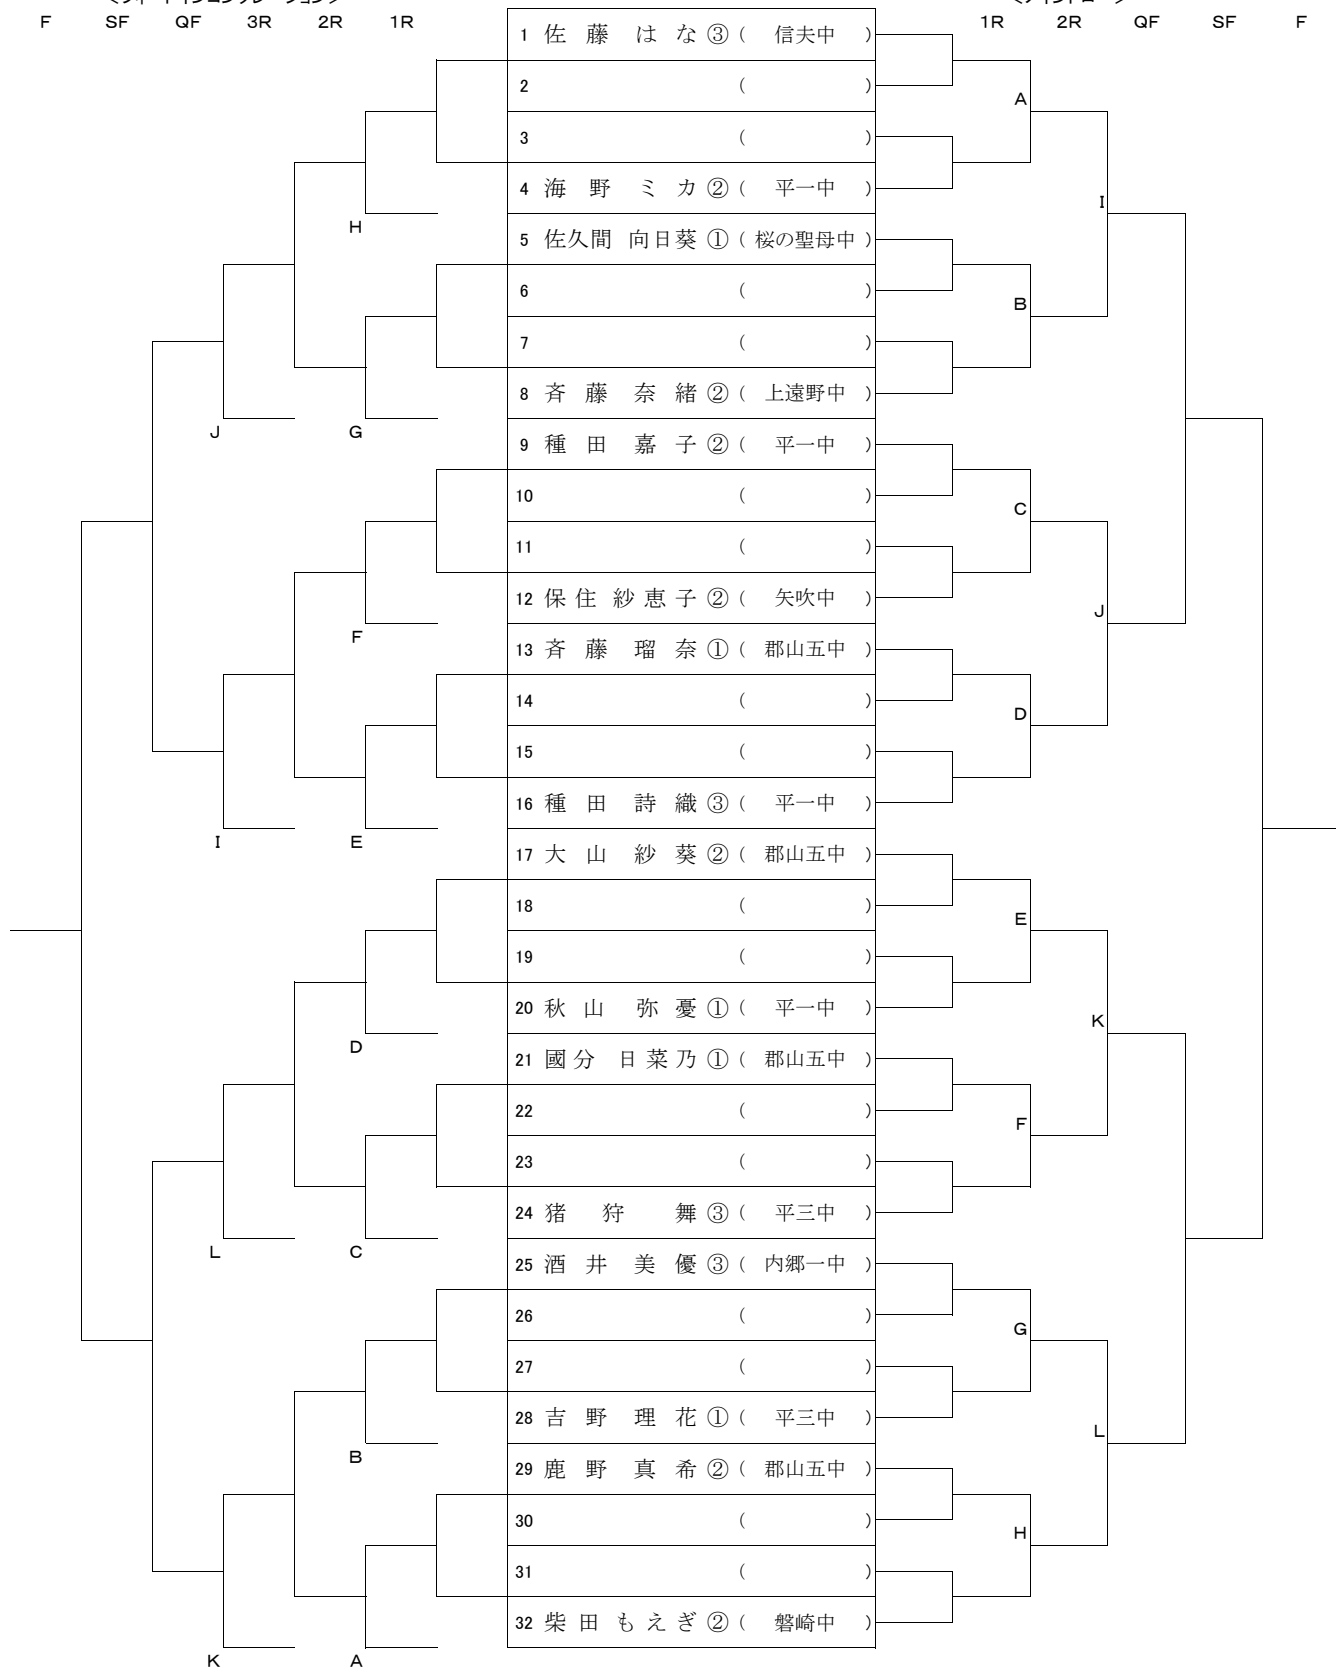 F SF QF 3R 2R 1R 1R 2R QF SF F
1 佐藤 はな ③ ( 信夫中 )
2 ( )
A
3 ( )
4 海野 ミカ ② ( 平一中 )
I
H
5 佐久間 向日葵 ① ( 桜の聖母中 )
6 ( )
B
7 ( )
8 斉藤 奈緒 ② ( 上遠野中 )
J G
9 種田 嘉子 ② ( 平一中 )
10 ( )
C
11 ( )
12 保住 紗恵子 ② ( 矢吹中 )
J
F
13 斉藤 瑠奈 ① ( 郡山五中 )
14 ( )
D
15 ( )
16 種田 詩織 ③ ( 平一中 )
I E
17 大山 紗葵 ② ( 郡山五中 )
18 ( )
E
19 ( )
20 秋山 弥憂 ① ( 平一中 )
K
D
21 國分 日菜乃 ① ( 郡山五中 )
22 ( )
F
23 ( )
24 猪狩 舞 ③ ( 平三中 )
L C
25 酒井 美優 ③ ( 内郷一中 )
26 ( )
G
27 ( )
28 吉野 理花 ① ( 平三中 )
L
B
29 鹿野 真希 ② ( 郡山五中 )
30 ( )
H
31 ( )
32 柴田 もえぎ ② ( 磐崎中 )
K A